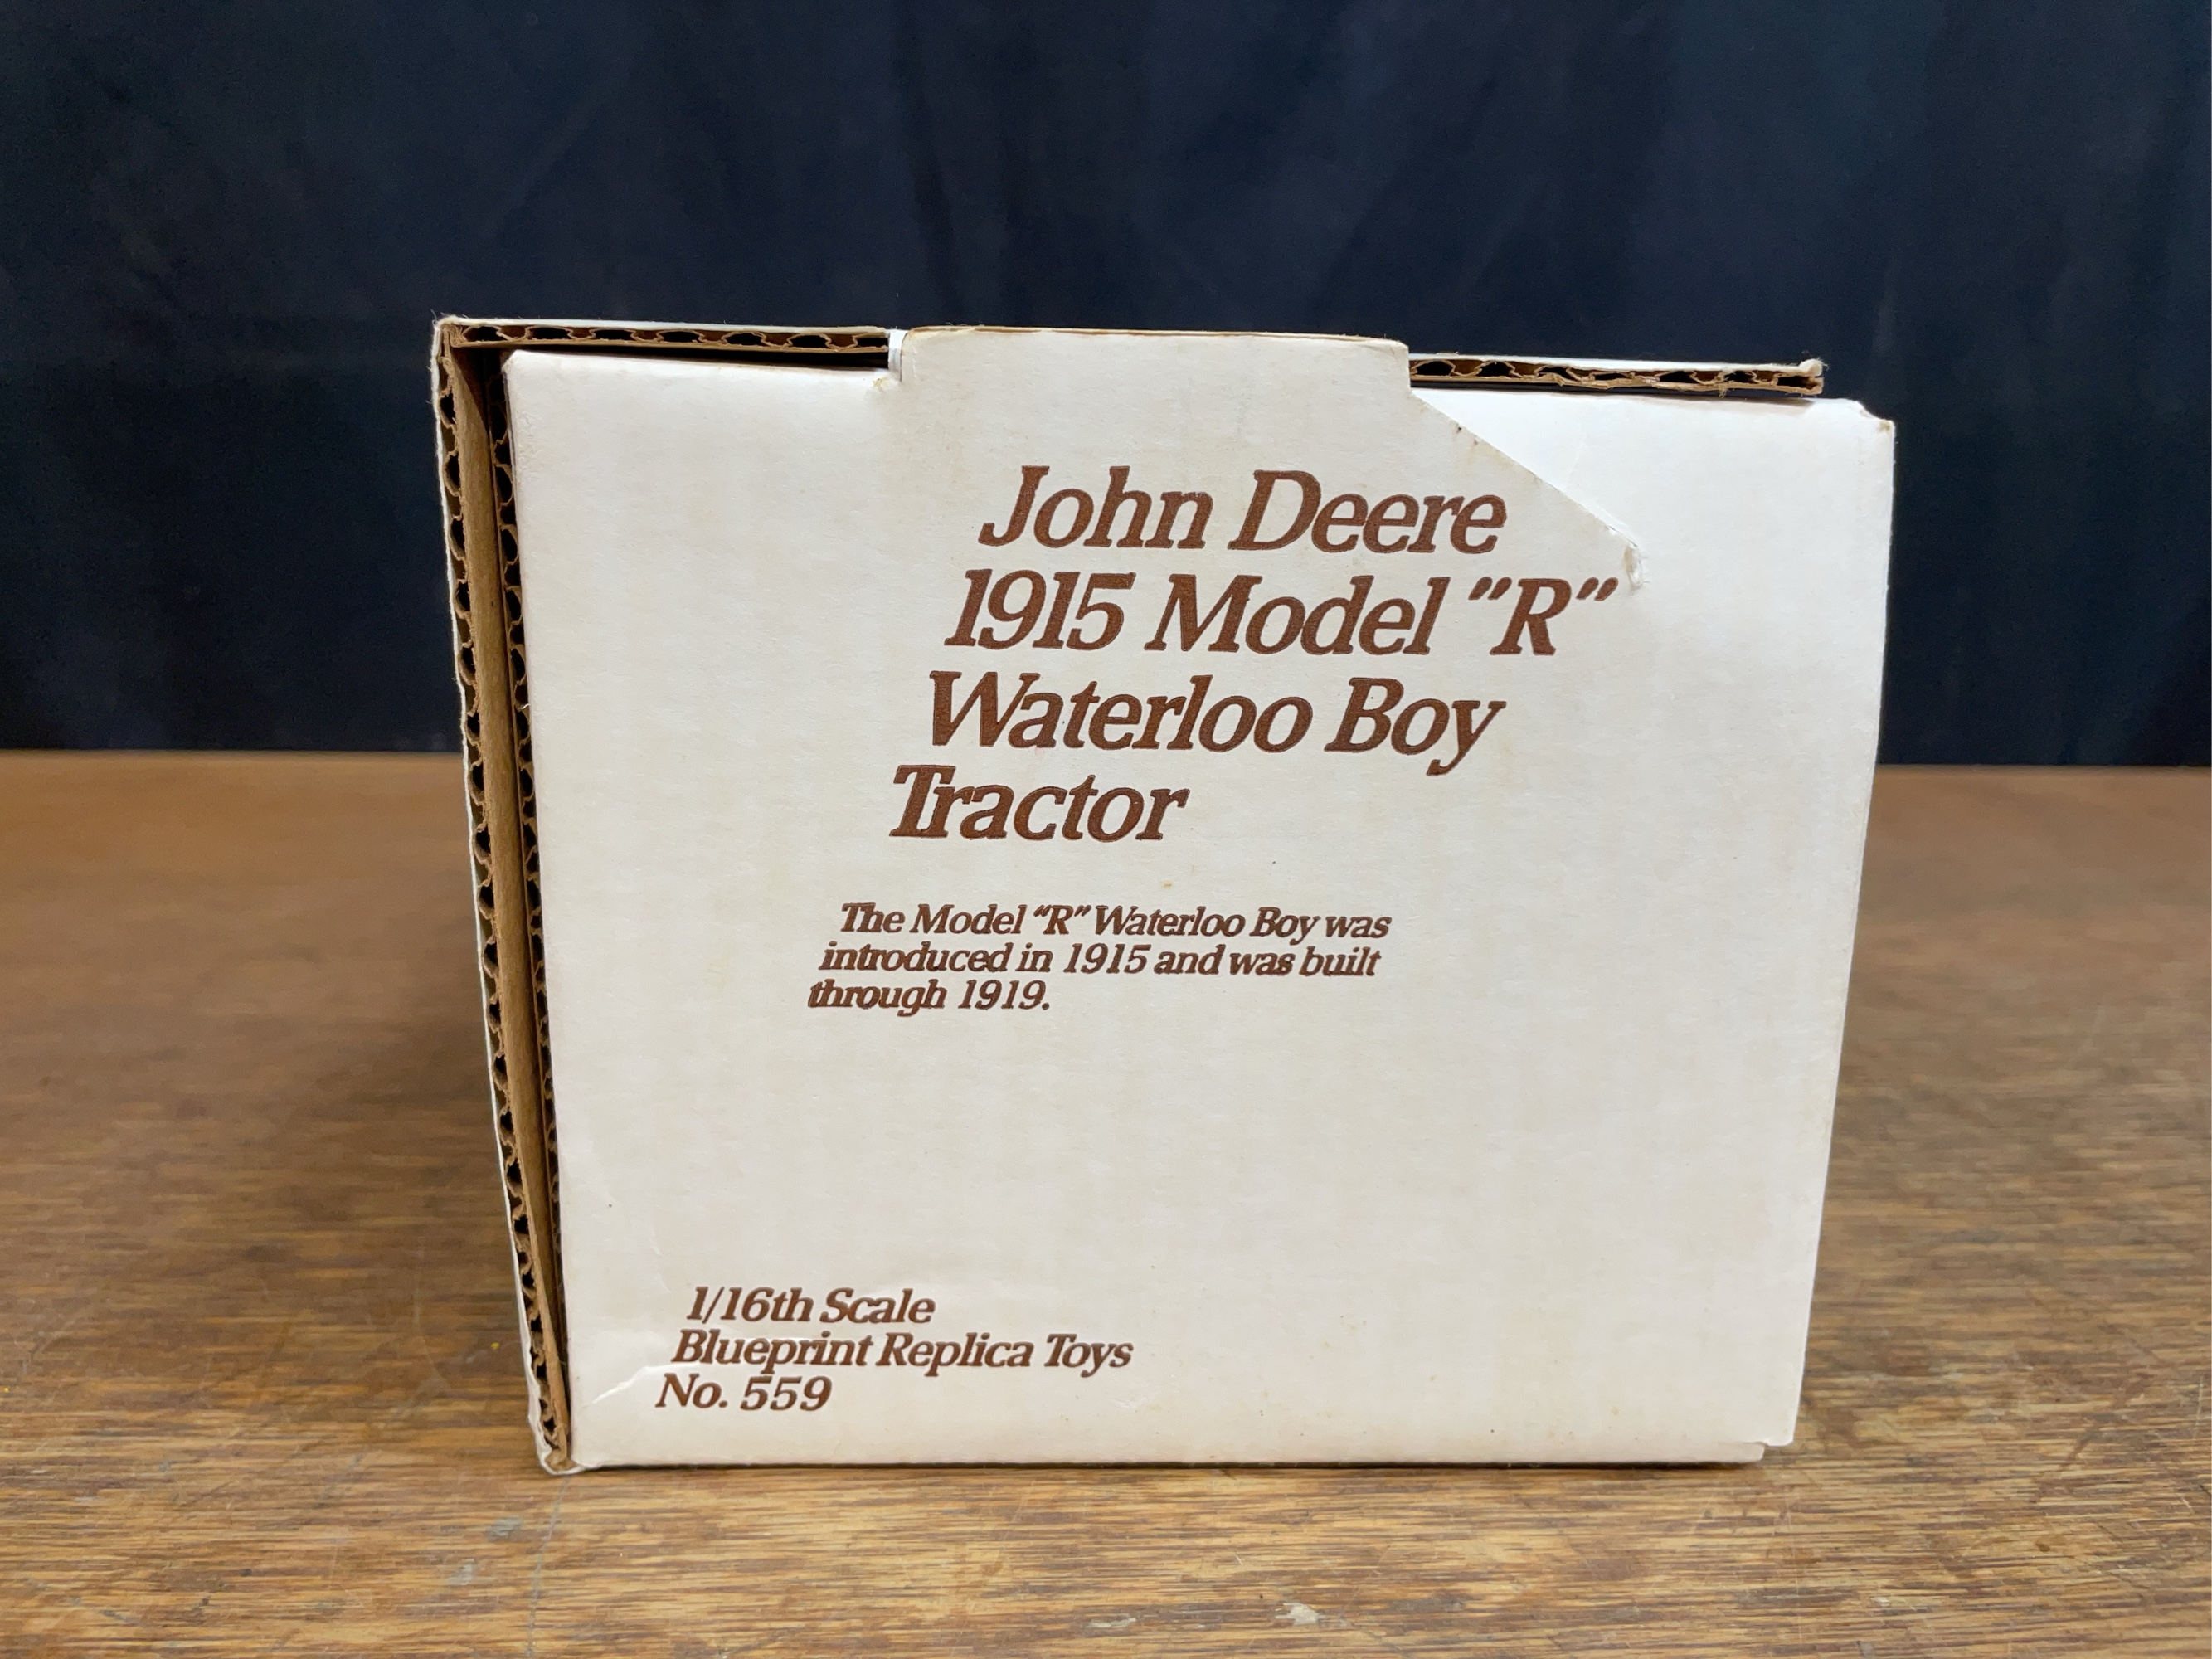 John Deere
1915 Model "R"
Waterloo Boy
Tractor
The Model "R" Waterloo Boy was
introduced in 1915 and was built
through 1919.
1/16th Scale
Blueprint Replica Toys
No. 559